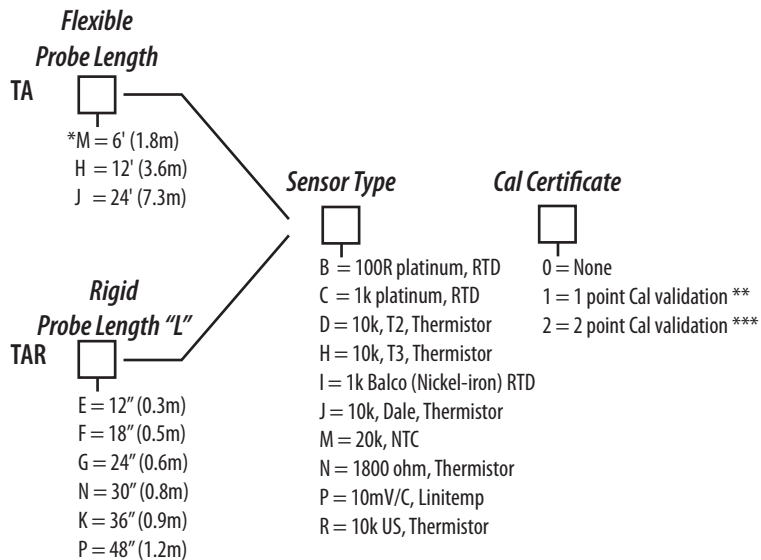 Flexible
Probe Length
TA
*M = 6' (1.8m)
H = 12' (3.6m)
J = 24' (7.3m)
Rigid
Probe Length “L”
TAR
E = 12” (0.3m)
F = 18” (0.5m)
G = 24” (0.6m)
N = 30” (0.8m)
K = 36” (0.9m)
P = 48” (1.2m)
Sensor Type
B = 100R platinum, RTD
C = 1k platinum, RTD
D = 10k, T2, Thermistor
H = 10k, T3, Thermistor
I = 1k Balco (Nickel-iron) RTD
J = 10k, Dale, Thermistor
M = 20k, NTC
N = 1800 ohm, Thermistor
P = 10mV/C, Linitemp
R = 10k US, Thermistor
Cal Certificate
0 = None
1 = 1 point Cal validation **
2 = 2 point Cal validation ***